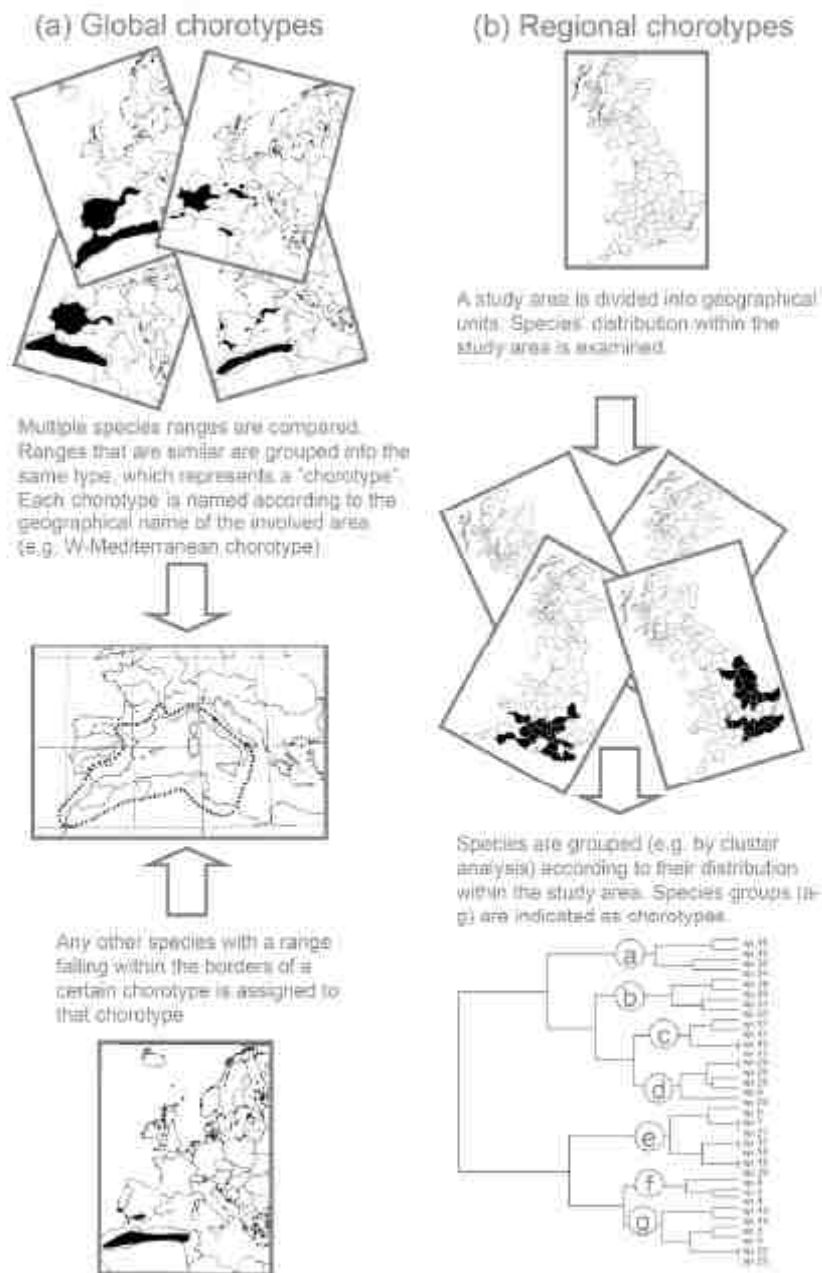 (a) Global chorotypes
Multiple species ranges are compared.
Ranges that are similar are grouped into the
same type, which represents a "chorotype".
Each chorotype is named according to the
geographical name of the involved area
(e.g. W-Mediterranean chorotype)
Any other species with a range
falling within the borders of a
certain chorotype is assigned to
that chorotype
(b) Regional chorotypes
A study area is divided into geographical
units. Species' distribution within the
study area is examined.
Species are grouped (e.g. by cluster
analysis) according to their distribution
within the study area. Species groups (a-
g) are indicated as chorotypes.
a
b
c
d
e
f
g